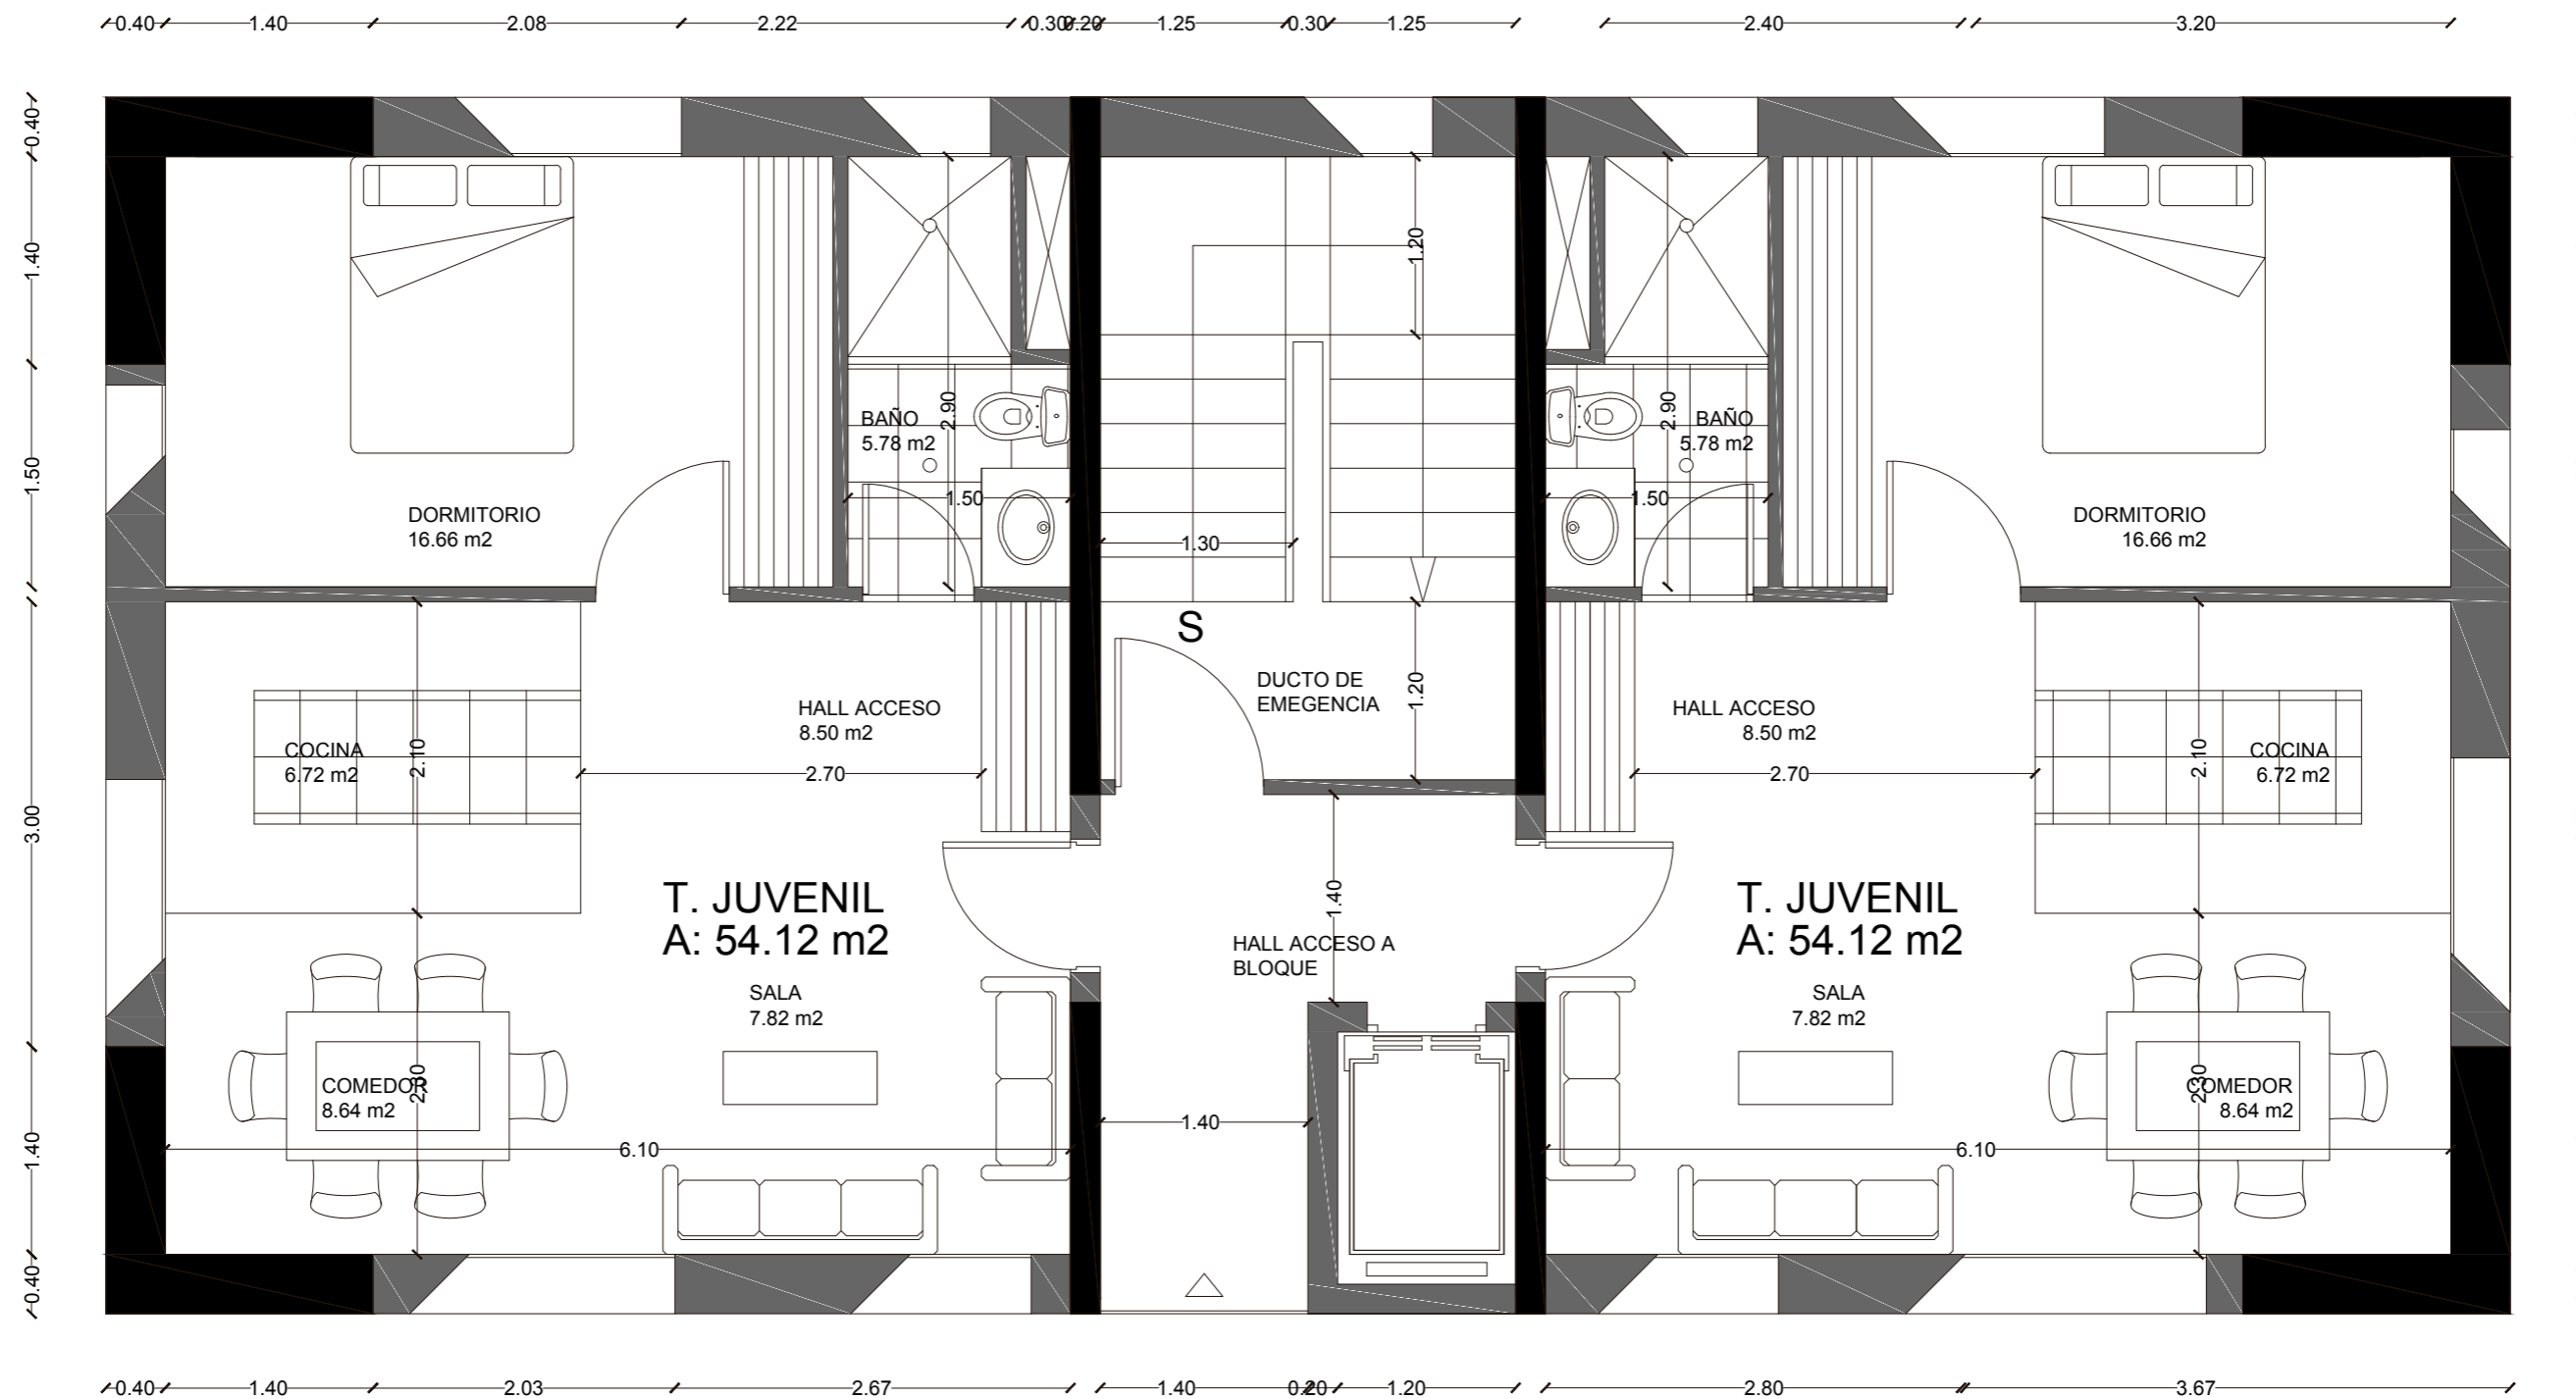 0.40 1.40 2.08 2.22 0.30 0.20 1.25 0.30 1.25 2.40 3.20
0.40
1.40
1.50
3.00
1.40
0.40
1.20
BAÑO
5.78 m2
2.90
1.50
BAÑO
5.78 m2
2.90
1.50
DORMITORIO
16.66 m2
1.30
DORMITORIO
16.66 m2
S
DUCTO DE
EMEGENCIA
1.20
HALL ACCESO
8.50 m2
HALL ACCESO
8.50 m2
COCINA
6.72 m2
2.10
2.70
2.70
2.10
COCINA
6.72 m2
T. JUVENIL
A: 54.12 m2
1.40
HALL ACCESO A
BLOQUE
T. JUVENIL
A: 54.12 m2
SALA
7.82 m2
SALA
7.82 m2
COMEDOR
8.64 m2
2.30
COMEDOR
8.64 m2
2.30
6.10
1.40
6.10
0.40 1.40 2.03 2.67 1.40 0.20 1.20 2.80 3.67